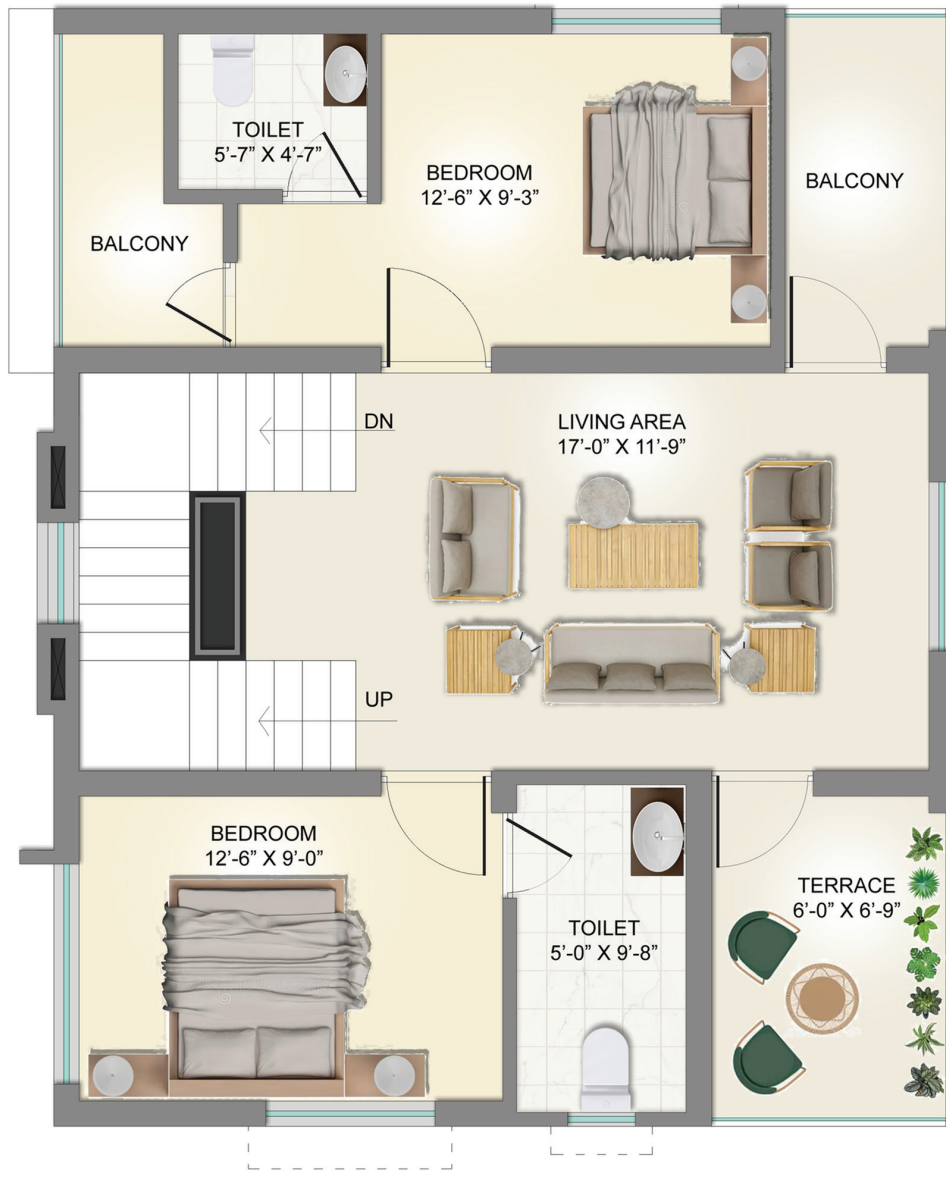 TOILET
5'-7" X 4'-7"
BEDROOM
12'-6" X 9'-3"
BALCONY
BALCONY
DN
LIVING AREA
17'-0" X 11'-9"
UP
BEDROOM
12'-6" X 9'-0"
TERRACE
6'-0" X 6'-9"
TOILET
5'-0" X 9'-8"